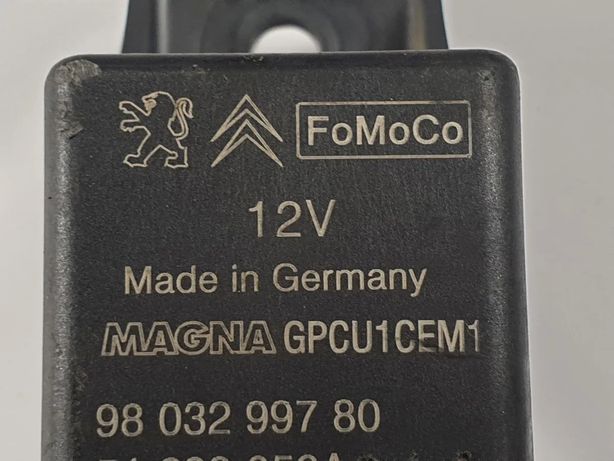 FoMoCo
12V
Made in Germany
MAGNA GPCU1CEM1
98 032 997 80